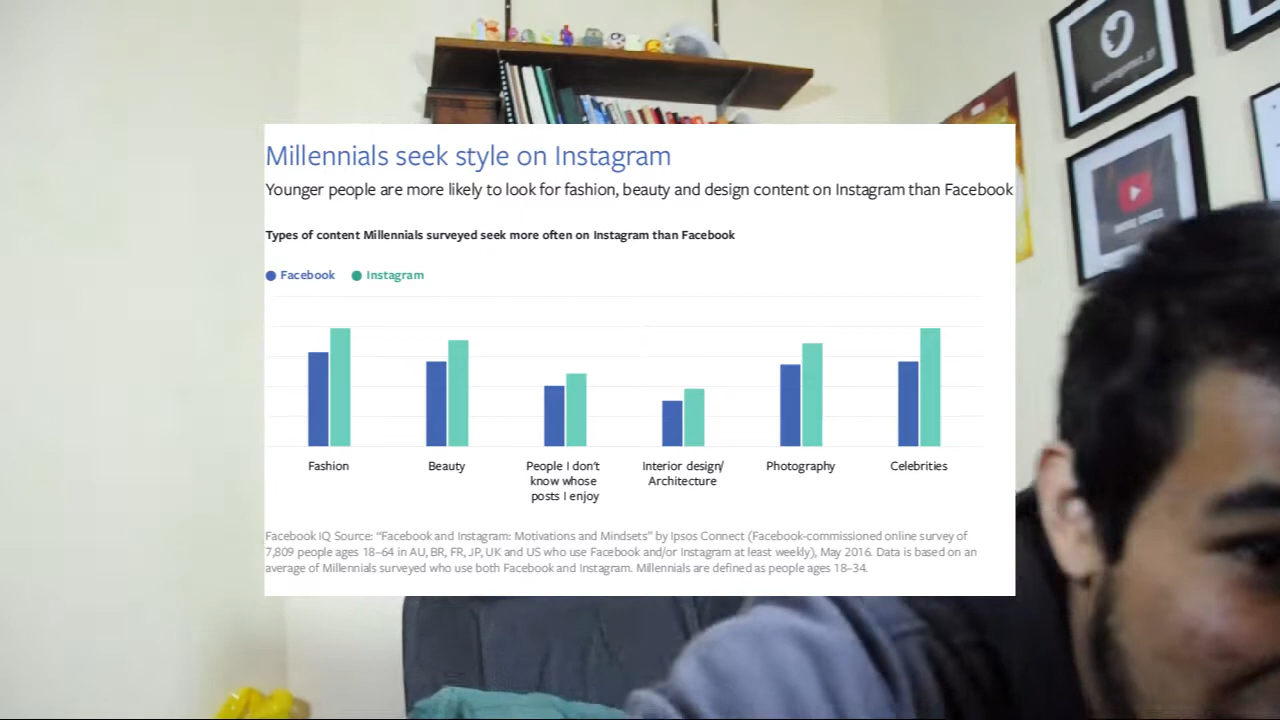 Millennials seek style on Instagram
Younger people are more likely to look for fashion, beauty and design content on Instagram than Facebook
Types of content Millennials surveyed seek more often on Instagram than Facebook
Facebook Instagram
Fashion
Beauty
People I don't
know whose
posts I enjoy
Interior design/
Architecture
Photography
Celebrities
Facebook IQ Source: “Facebook and Instagram: Motivations and Mindsets” by Ipsos Connect (Facebook-commissioned online survey of
7,809 people ages 18–64 in AU, BR, FR, JP, UK and US who use Facebook and/or Instagram at least weekly), May 2016. Data is based on an
average of Millennials surveyed who use both Facebook and Instagram. Millennials are defined as people ages 18–34.